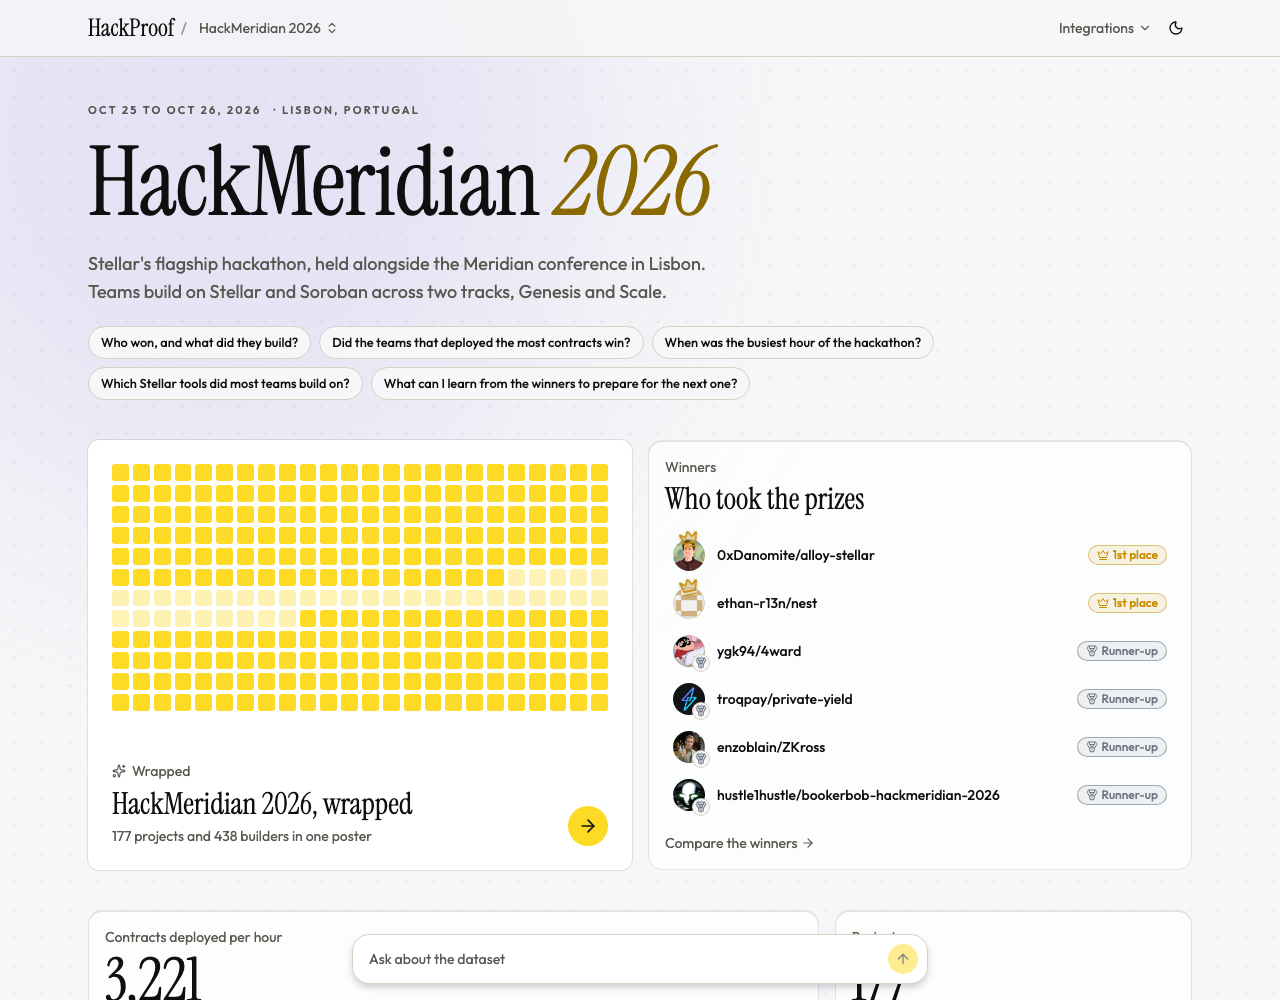 HackProof / HackMeridian 2026
Integrations
OCT 25 TO OCT 26, 2026 · LISBON, PORTUGAL
HackMeridian 2026
Stellar's flagship hackathon, held alongside the Meridian conference in Lisbon.
Teams build on Stellar and Soroban across two tracks, Genesis and Scale.
Who won, and what did they build?
Did the teams that deployed the most contracts win?
When was the busiest hour of the hackathon?
Which Stellar tools did most teams build on?
What can I learn from the winners to prepare for the next one?
Wrapped
HackMeridian 2026, wrapped
177 projects and 438 builders in one poster
Winners
Who took the prizes
0xDanomite/alloy-stellar
1st place
ethan-r13n/nest
1st place
ygk94/4ward
Runner-up
troqpay/private-yield
Runner-up
enzoblain/ZKross
Runner-up
hustle1hustle/bookerbob-hackmeridian-2026
Runner-up
Compare the winners
Contracts deployed per hour
3,221
177
Ask about the dataset